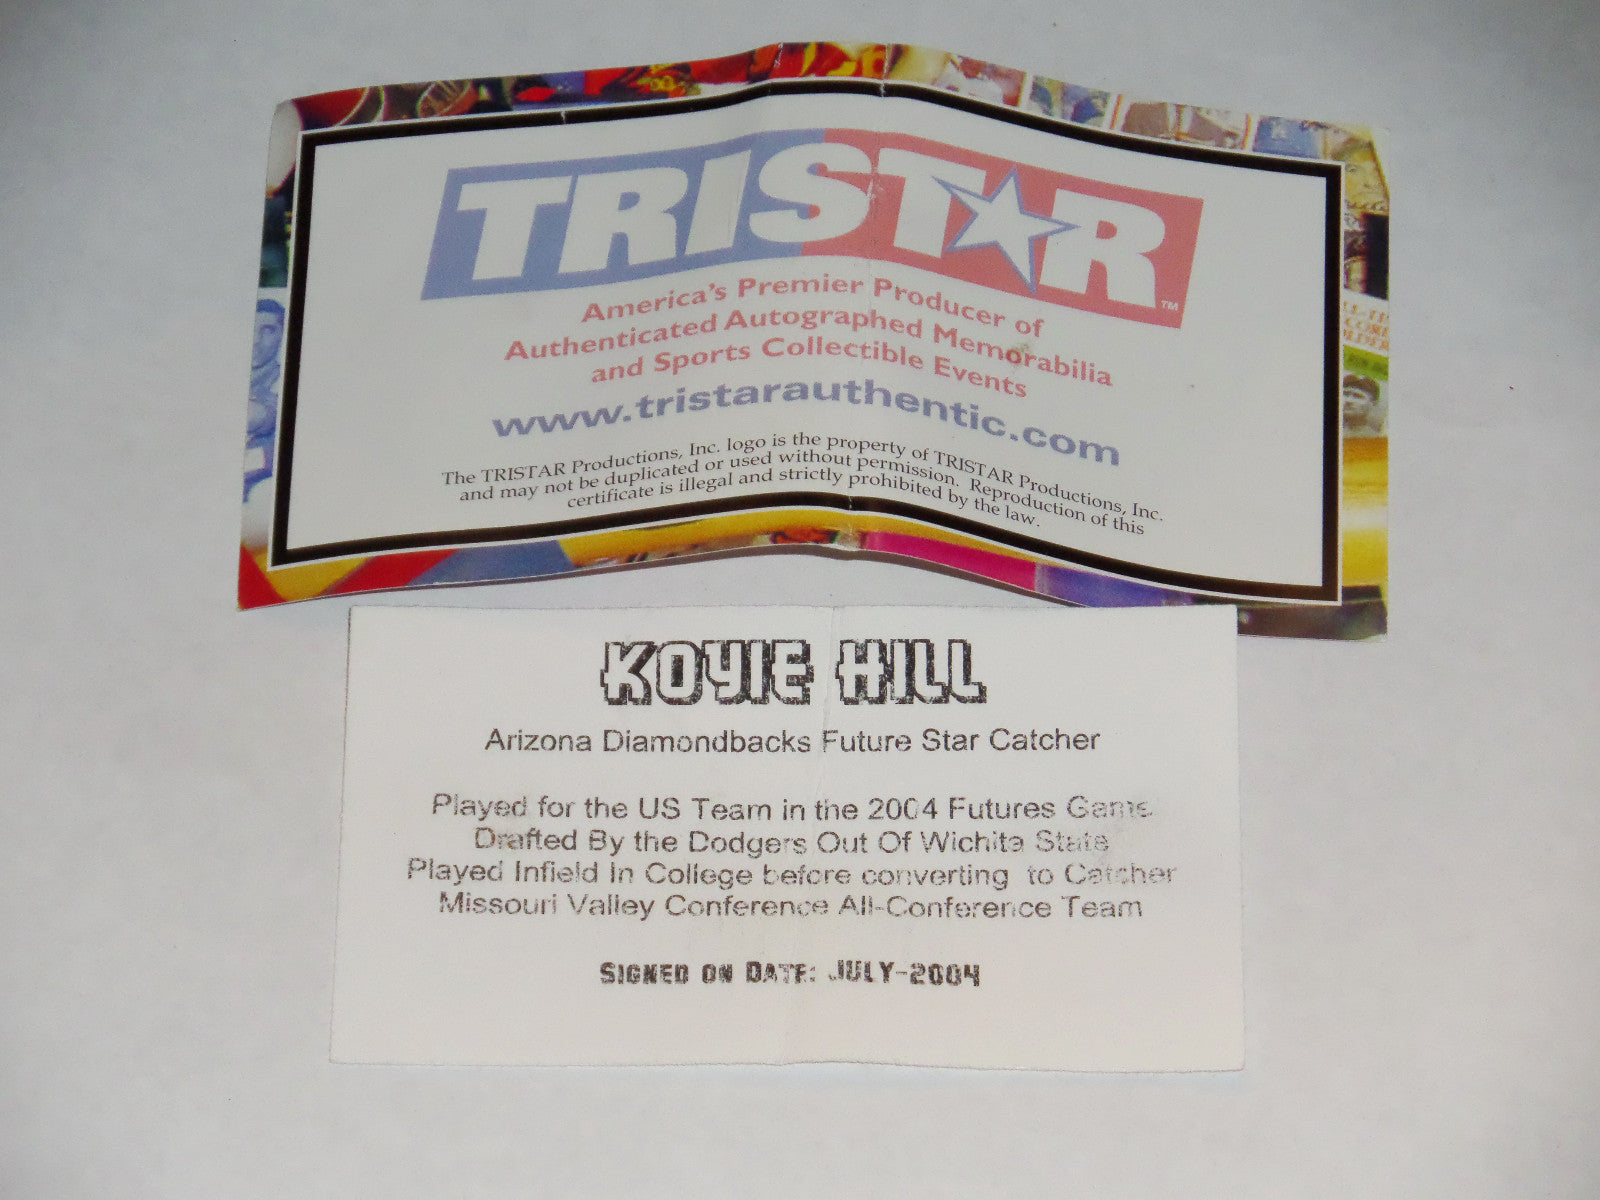 TRISTAR™
America's Premier Producer of
Authenticated Autographed Memorabilia
and Sports Collectible Events
www.tristarauthentic.com
The TRISTAR Productions, Inc. logo is the property of TRISTAR Productions, Inc.
and may not be duplicated or used without permission. Reproduction of this
certificate is illegal and strictly prohibited by the law.
KOYIE HILL
Arizona Diamondbacks Future Star Catcher
Played for the US Team in the 2004 Futures Game
Drafted By the Dodgers Out Of Wichita State
Played Infield In College before converting to Catcher
Missouri Valley Conference All-Conference Team
SIGNED ON DATE: JULY-2004